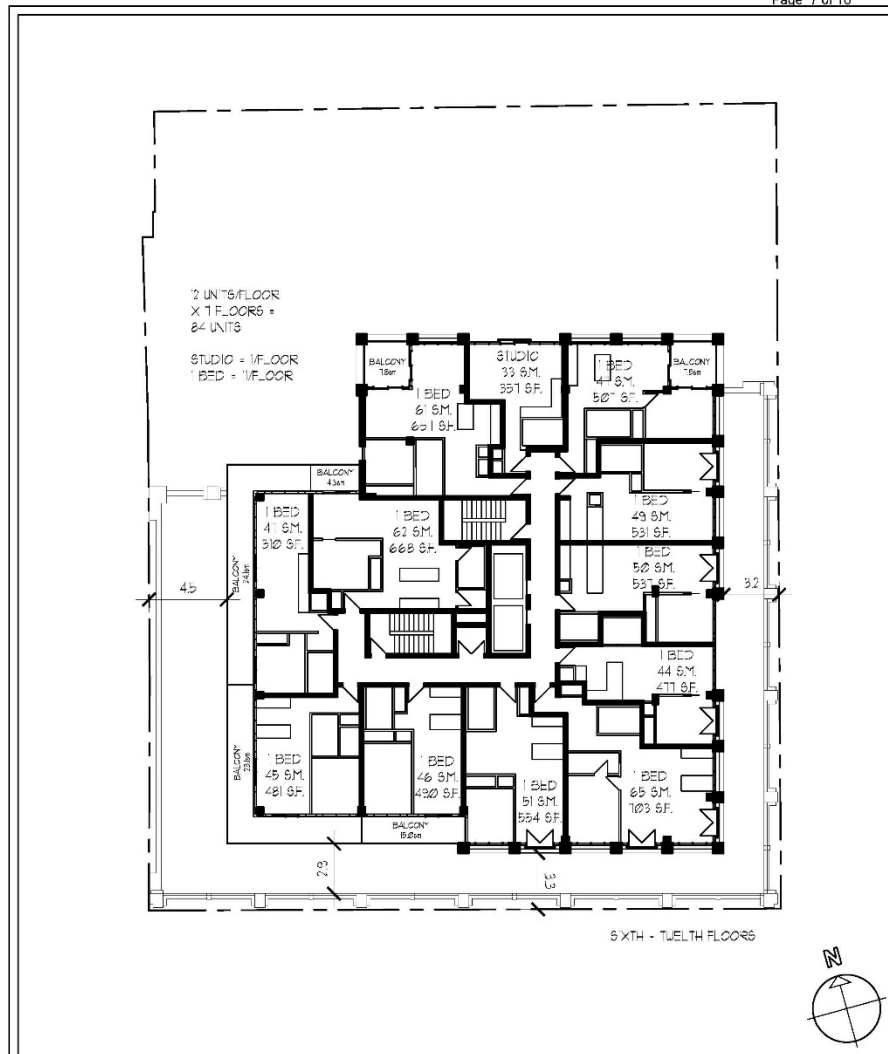 Page 7 of 16
12 UNITS/FLOOR
X 7 FLOORS =
84 UNITS
STUDIO = 1/FLOOR
1 BED = 11/FLOOR
BALCONY
1 BED
61 S.M.
657 S.F.
STUDIO
33 S.M.
357 S.F.
1 BED
47 S.M.
507 S.F.
BALCONY
BALCONY
1 BED
47 S.M.
510 S.F.
1 BED
62 S.M.
668 S.F.
1 BED
49 S.M.
531 S.F.
BALCONY
1 BED
50 S.M.
537 S.F.
4.5
3.2
1 BED
44 S.M.
477 S.F.
BALCONY
1 BED
45 S.M.
481 S.F.
1 BED
46 S.M.
490 S.F.
1 BED
51 S.M.
554 S.F.
1 BED
65 S.M.
703 S.F.
BALCONY
15.0sm
2.9
3.3
SIXTH - TWELTH FLOORS
N